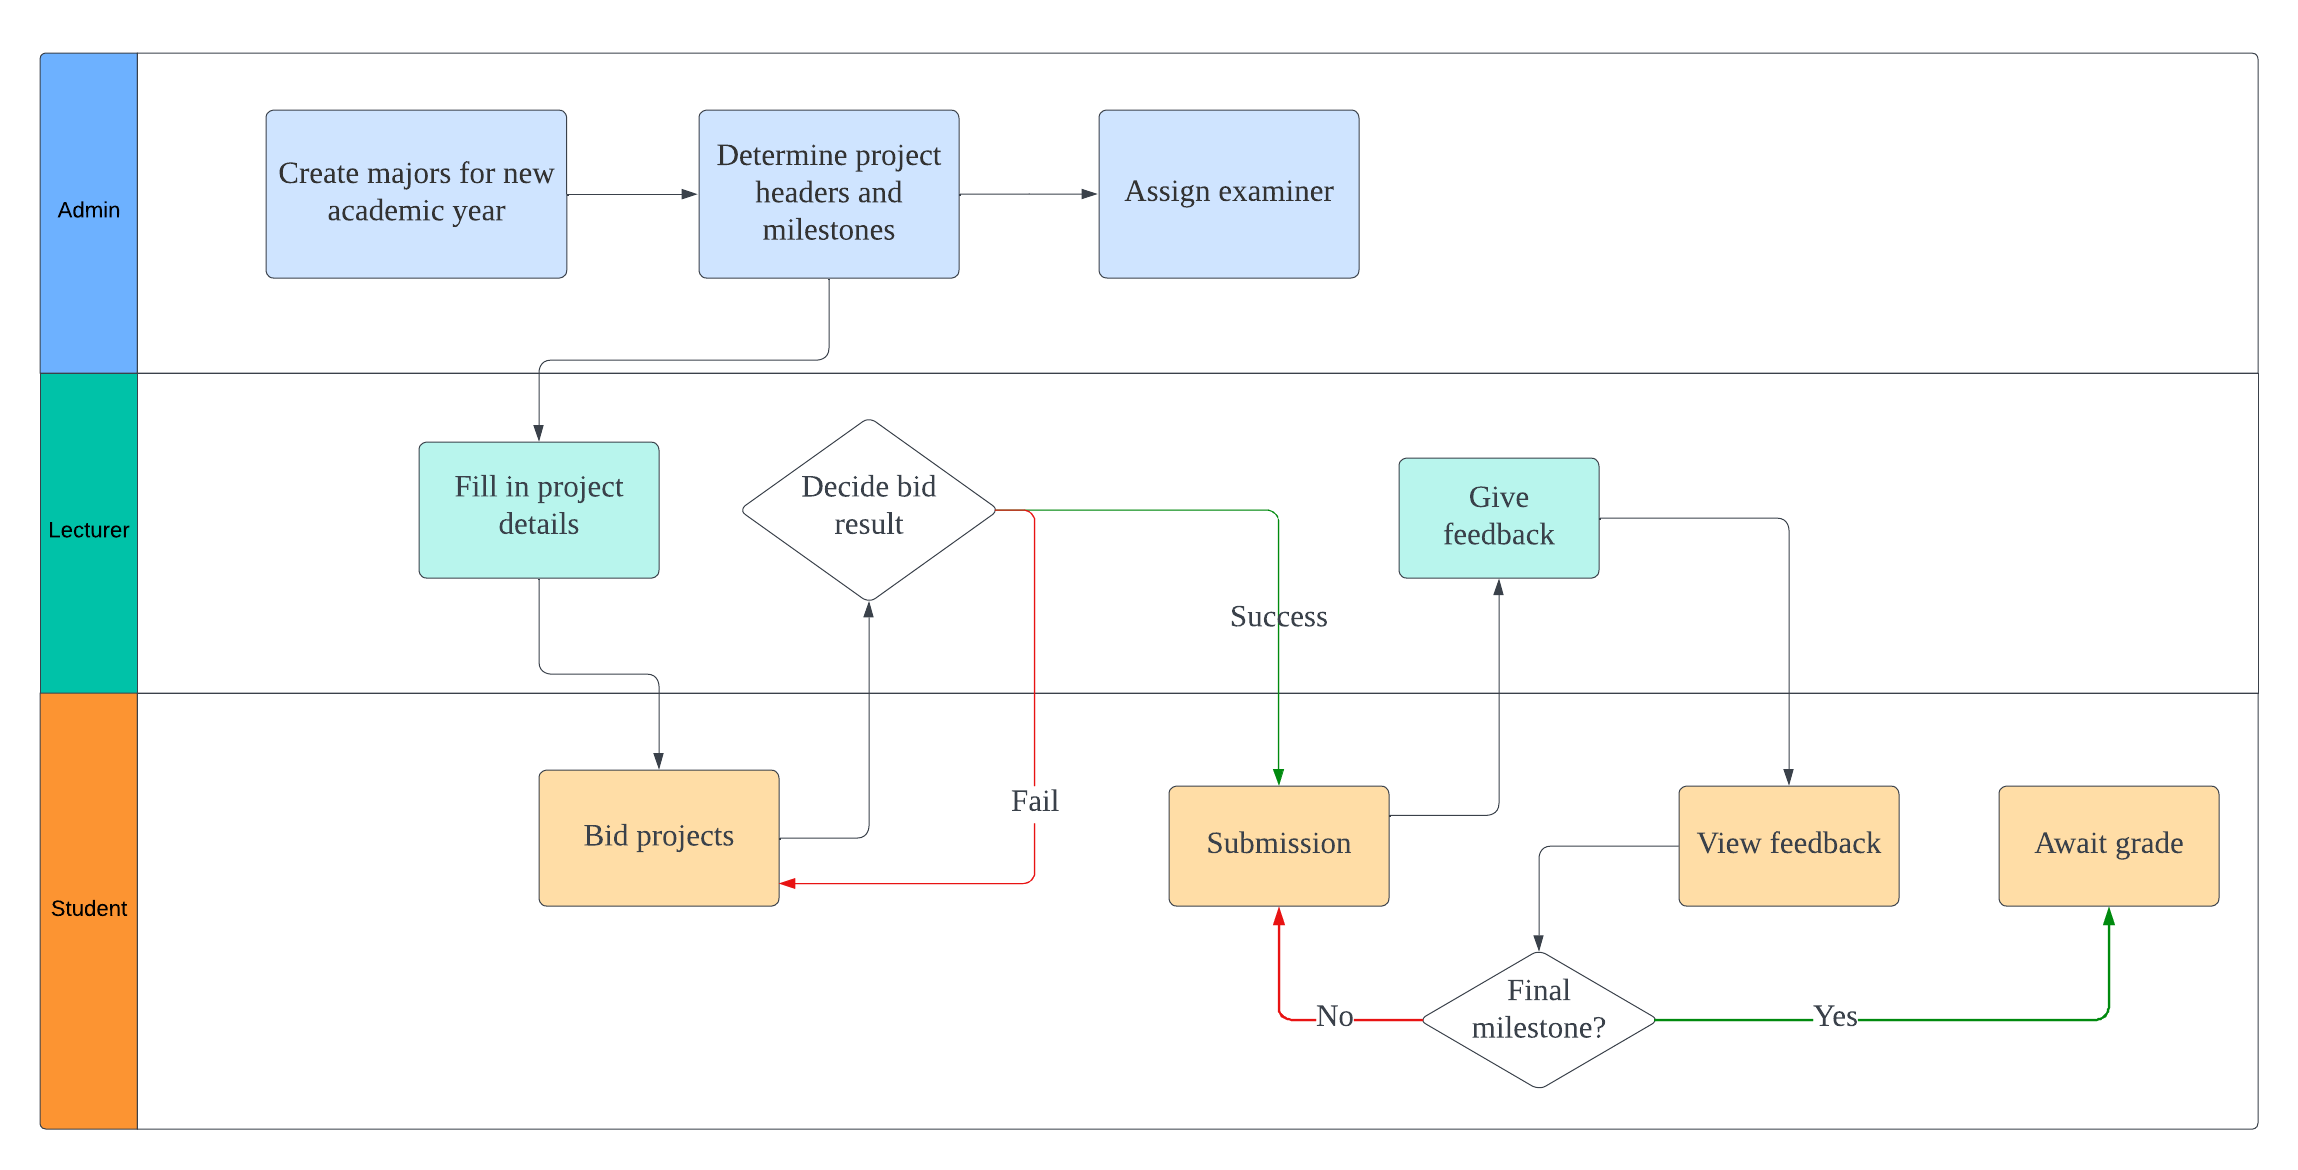 Admin
Create majors for new
academic year
Determine project
headers and
milestones
Assign examiner
Lecturer
Fill in project
details
Decide bid
result
Success
Give
feedback
Student
Bid projects
Fail
Submission
View feedback
Await grade
Final
milestone?
No
Yes